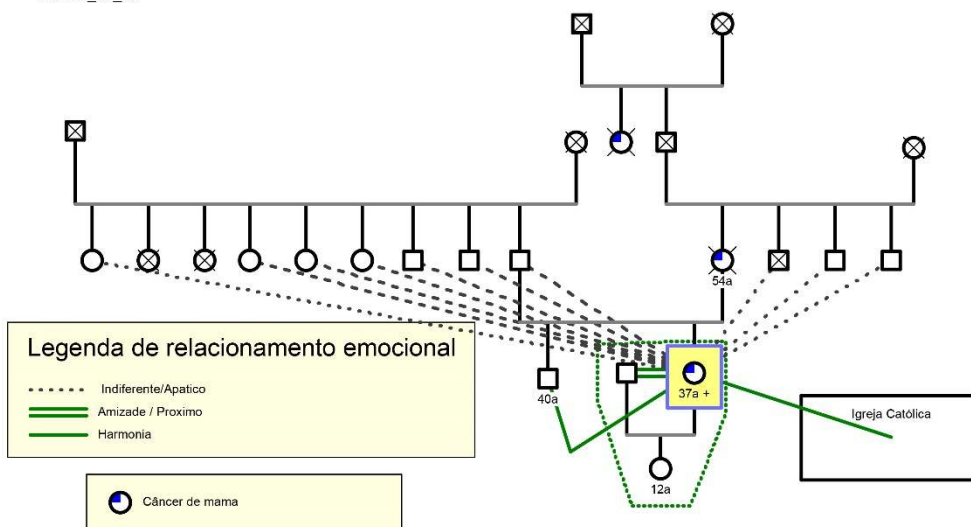 54a
Legenda de relacionamento emocional
Indiferente/Apatico
Amizade / Proximo
Harmonia
40a
37a +
Igreja Católica
12a
Câncer de mama